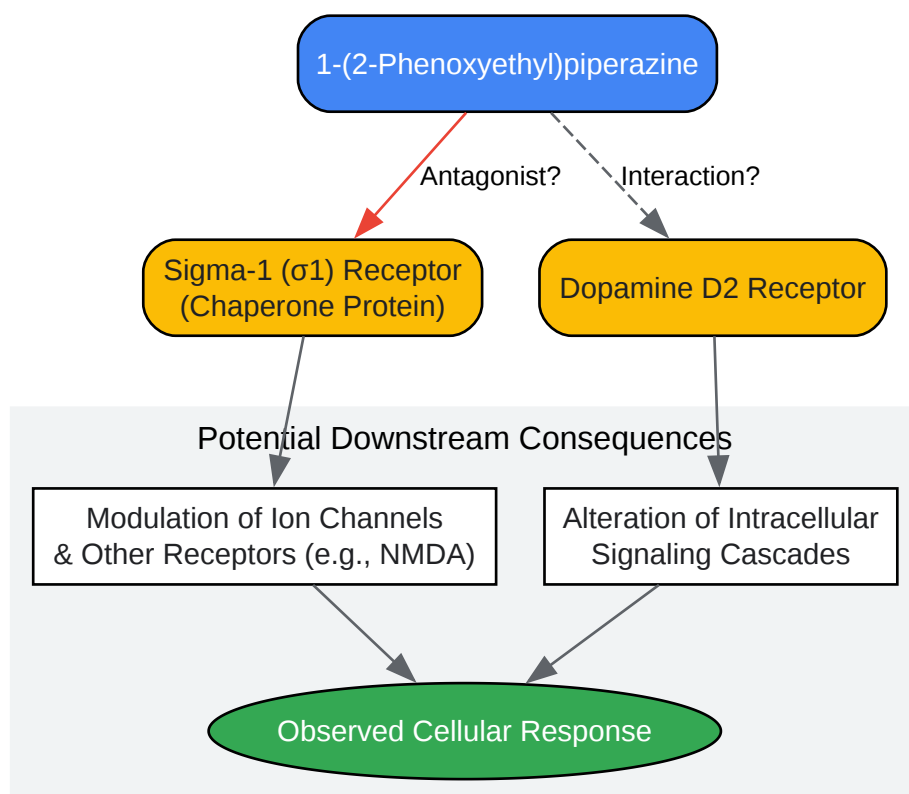 1-(2-Phenoxyethyl)piperazine
Antagonist?
Interaction?
Sigma-1 (σ1) Receptor
(Chaperone Protein)
Dopamine D2 Receptor
Potential Downstream Consequences
Modulation of Ion Channels
& Other Receptors (e.g., NMDA)
Alteration of Intracellular
Signaling Cascades
Observed Cellular Response